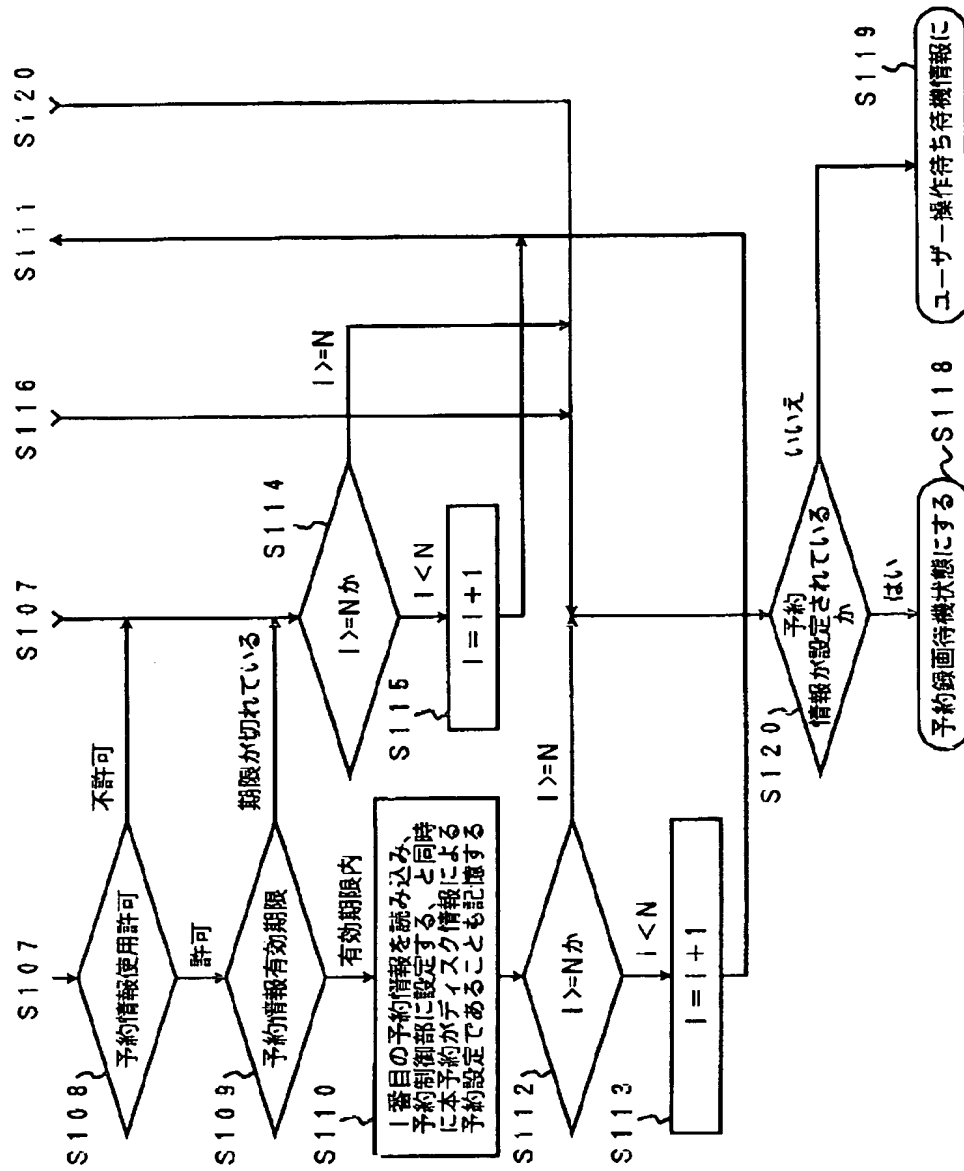 S107
S107
S116
S111
S120
S108
予約情報使用許可
不許可
許可
S109
予約情報有効期限
期限が切れている
有効期限内
S110
I番目の予約情報を読み込み、
予約制御部に設定する、と同時
に本予約がディスク情報による
予約設定であることも記憶する
S114
I>=Nか
I>=N
I<N
S115
I=I+1
S112
I>=Nか
I>=N
I<N
S113
I=I+1
S120
予約
情報が設定されている
か
いいえ
はい
予約録画待機状態にする
S118
S119
ユーザー操作待ち待機情報に